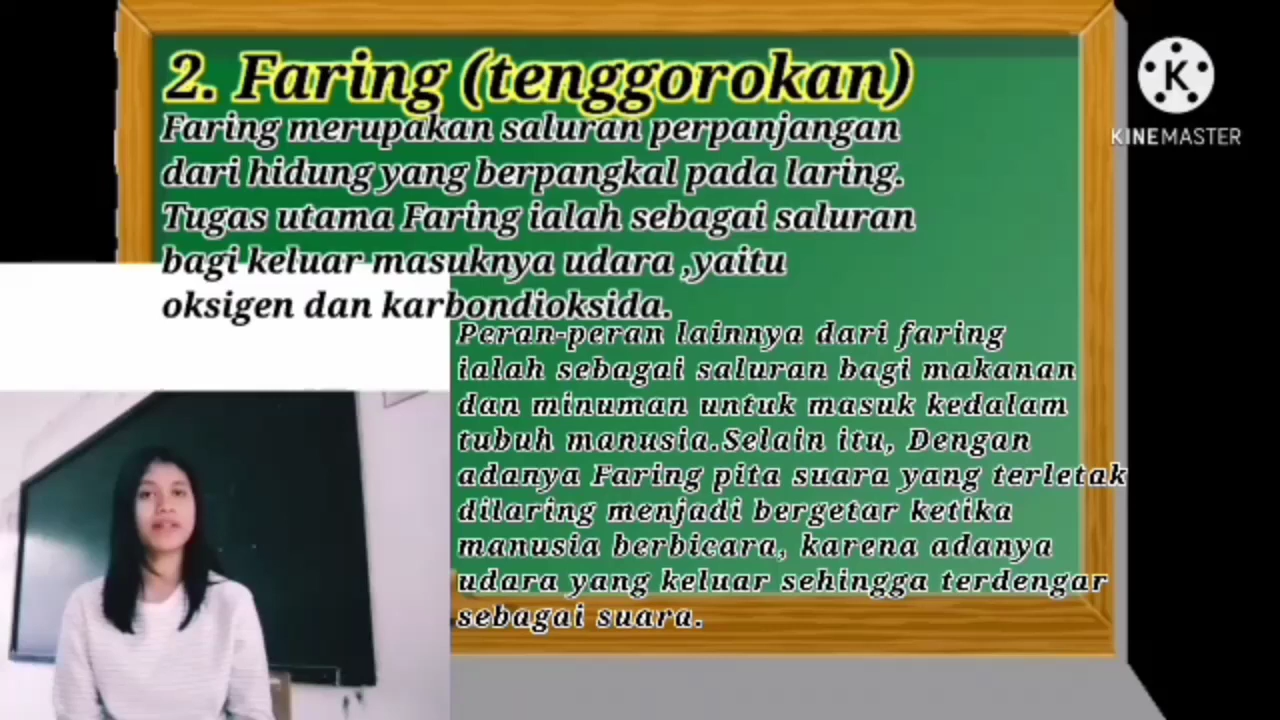 2. Faring (tenggorokan)
Faring merupakan saluran perpanjangan
dari hidung yang berpangkal pada laring.
Tugas utama Faring ialah sebagai saluran
bagi keluar masuknya udara ,yaitu
oksigen dan karbondioksida.
Peran-peran lainnya dari faring
ialah sebagai saluran bagi makanan
dan minuman untuk masuk kedalam
tubuh manusia.Selain itu, Dengan
adanya Faring pita suara yang terletak
dilaring menjadi bergetar ketika
manusia berbicara, karena adanya
udara yang keluar sehingga terdengar
sebagai suara.
K
KINEMASTER